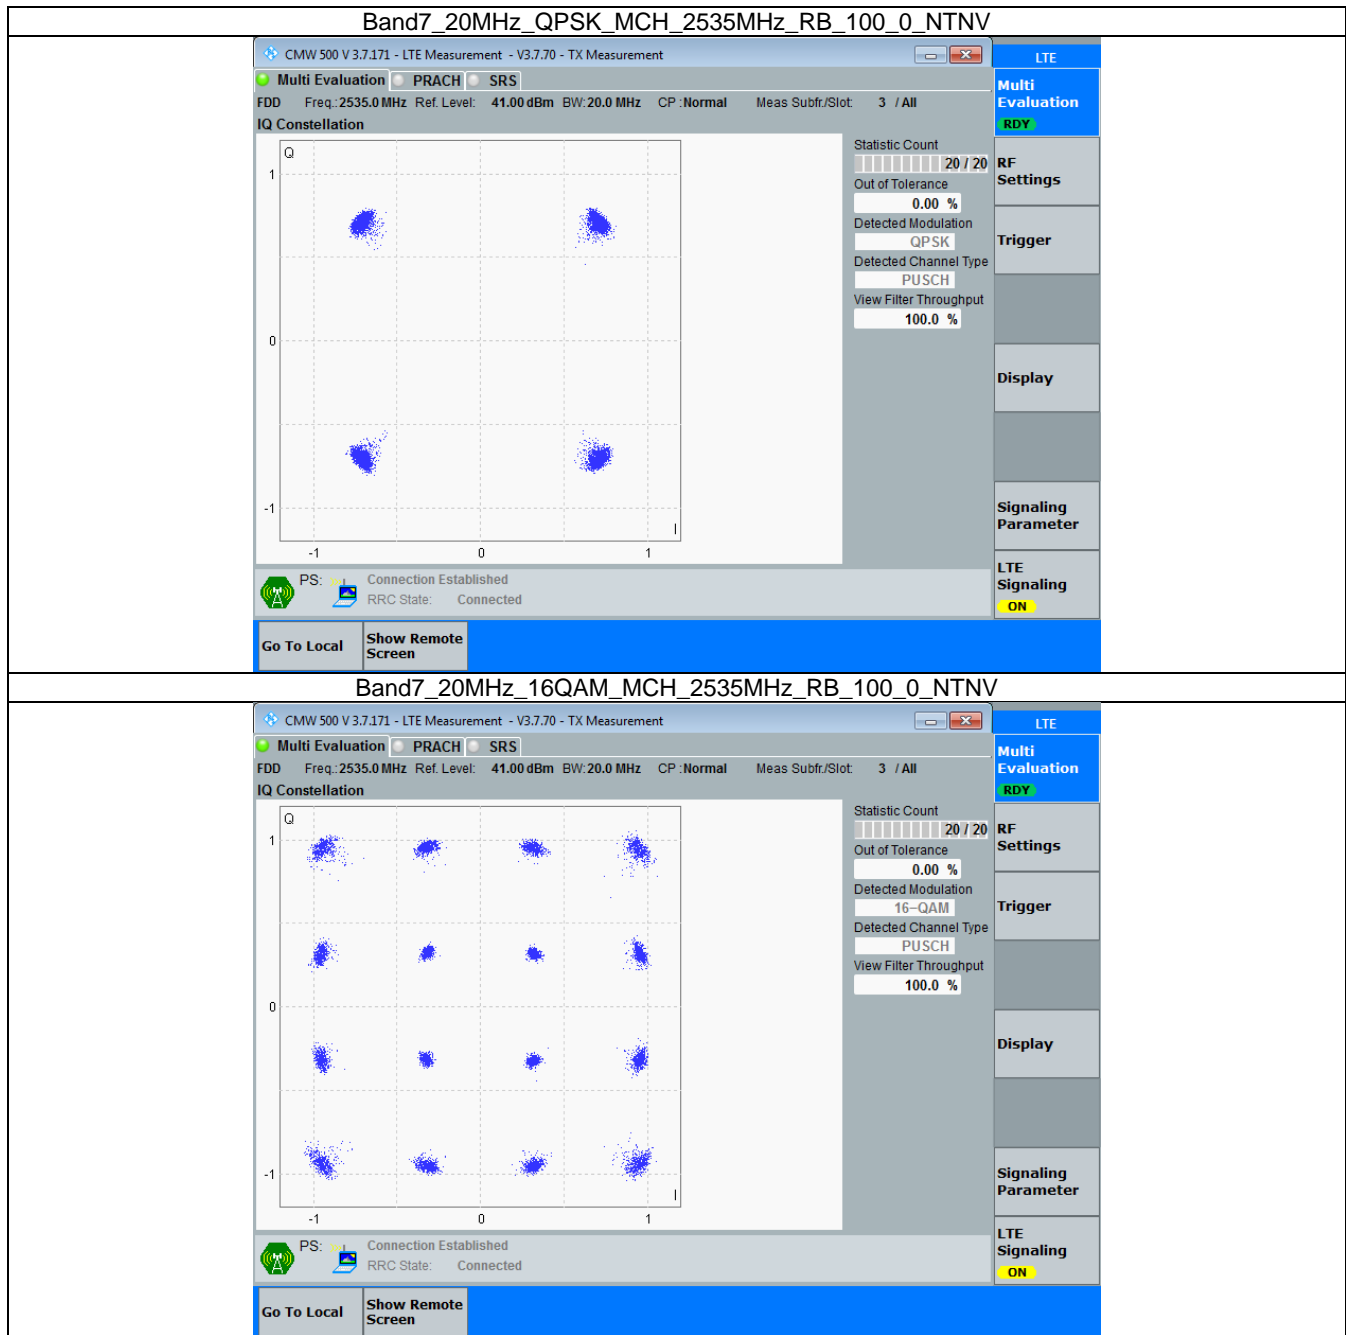 Band7_20MHz_QPSK_MCH_2535MHz_RB_100_0_NTNV
CMW 500 V 3.7.171 - LTE Measurement - V3.7.70 - TX Measurement
LTE
Multi Evaluation PRACH SRS
FDD Freq.:2535.0 MHz Ref. Level: 41.00 dBm BW:20.0 MHz CP :Normal Meas Subfr./Slot: 3 / All
IQ Constellation
Q
1
0
-1
I
-1 0 1
Statistic Count
20 / 20
Out of Tolerance
0.00 %
Detected Modulation
QPSK
Detected Channel Type
PUSCH
View Filter Throughput
100.0 %
Multi
Evaluation
RDY
RF
Settings
Trigger
Display
Signaling
Parameter
LTE
Signaling
ON
PS: Connection Established
RRC State: Connected
Go To Local
Show Remote
Screen
Band7_20MHz_16QAM_MCH_2535MHz_RB_100_0_NTNV
CMW 500 V 3.7.171 - LTE Measurement - V3.7.70 - TX Measurement
LTE
Multi Evaluation PRACH SRS
FDD Freq.:2535.0 MHz Ref. Level: 41.00 dBm BW:20.0 MHz CP :Normal Meas Subfr./Slot: 3 / All
IQ Constellation
Q
1
0
-1
I
-1 0 1
Statistic Count
20 / 20
Out of Tolerance
0.00 %
Detected Modulation
16-QAM
Detected Channel Type
PUSCH
View Filter Throughput
100.0 %
Multi
Evaluation
RDY
RF
Settings
Trigger
Display
Signaling
Parameter
LTE
Signaling
ON
PS: Connection Established
RRC State: Connected
Go To Local
Show Remote
Screen